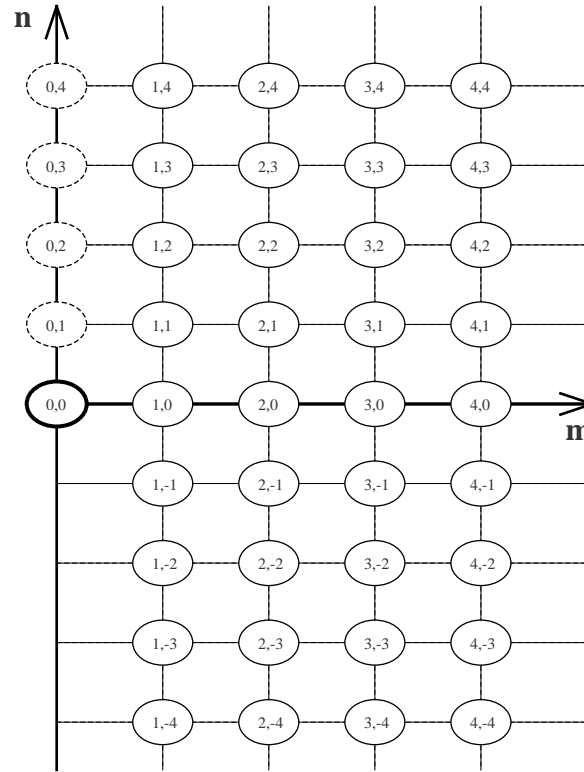 n
0,4 1,4 2,4 3,4 4,4
0,3 1,3 2,3 3,3 4,3
0,2 1,2 2,2 3,2 4,2
0,1 1,1 2,1 3,1 4,1
0,0 1,0 2,0 3,0 4,0
m
1,-1 2,-1 3,-1 4,-1
1,-2 2,-2 3,-2 4,-2
1,-3 2,-3 3,-3 4,-3
1,-4 2,-4 3,-4 4,-4